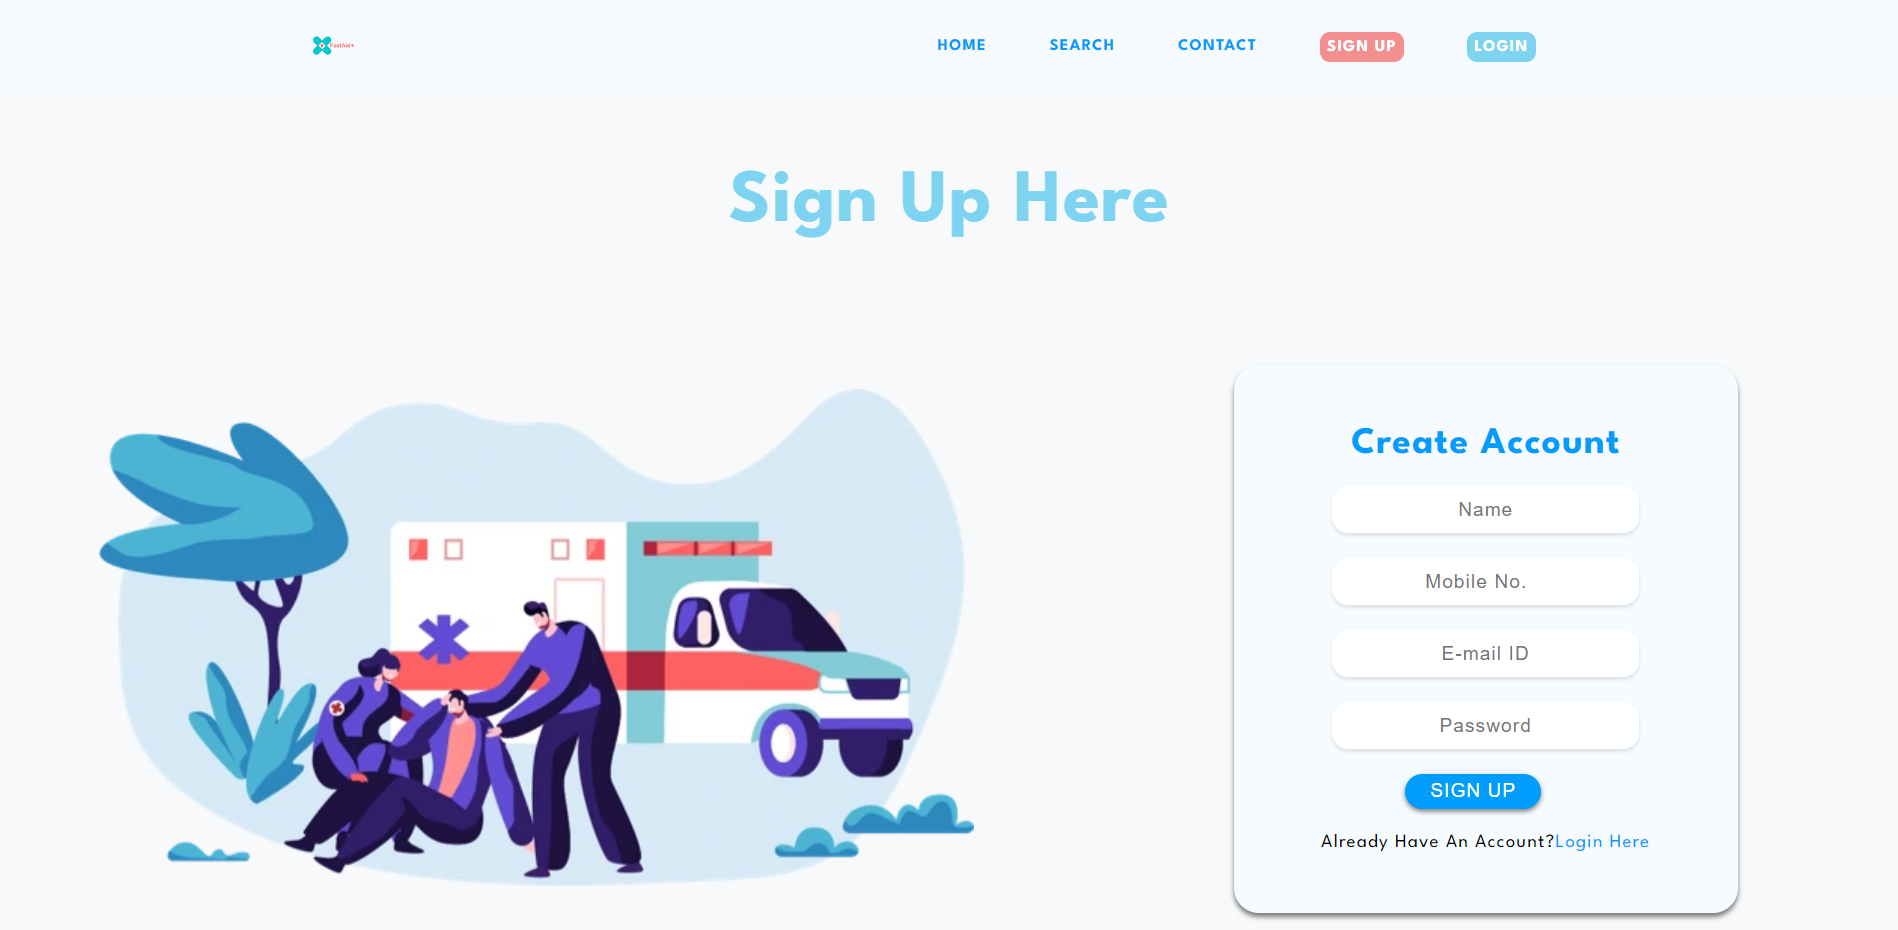 FastAid+
HOME SEARCH CONTACT SIGN UP LOGIN
Sign Up Here
Create Account
Name
Mobile No.
E-mail ID
Password
SIGN UP
Already Have An Account?Login Here